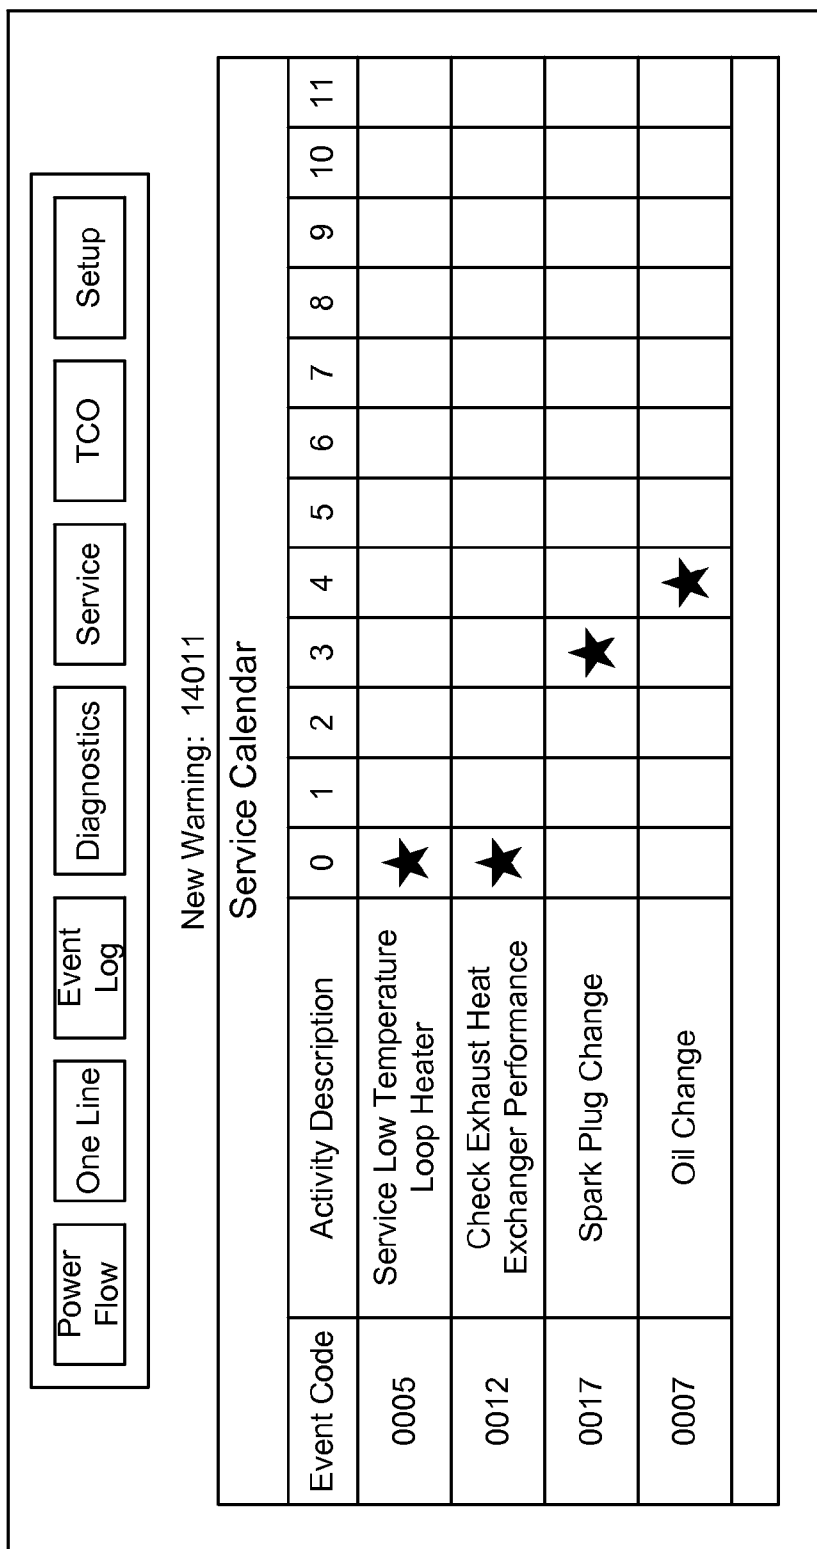 Power
Flow
One Line
Event
Log
Diagnostics
Service
TCO
Setup
New Warning: 14011
Service Calendar
Event Code Activity Description 0 1 2 3 4 5 6 7 8 9 10 11
0005 Service Low Temperature
Loop Heater ★
0012 Check Exhaust Heat
Exchanger Performance ★
0017 Spark Plug Change ★
0007 Oil Change ★